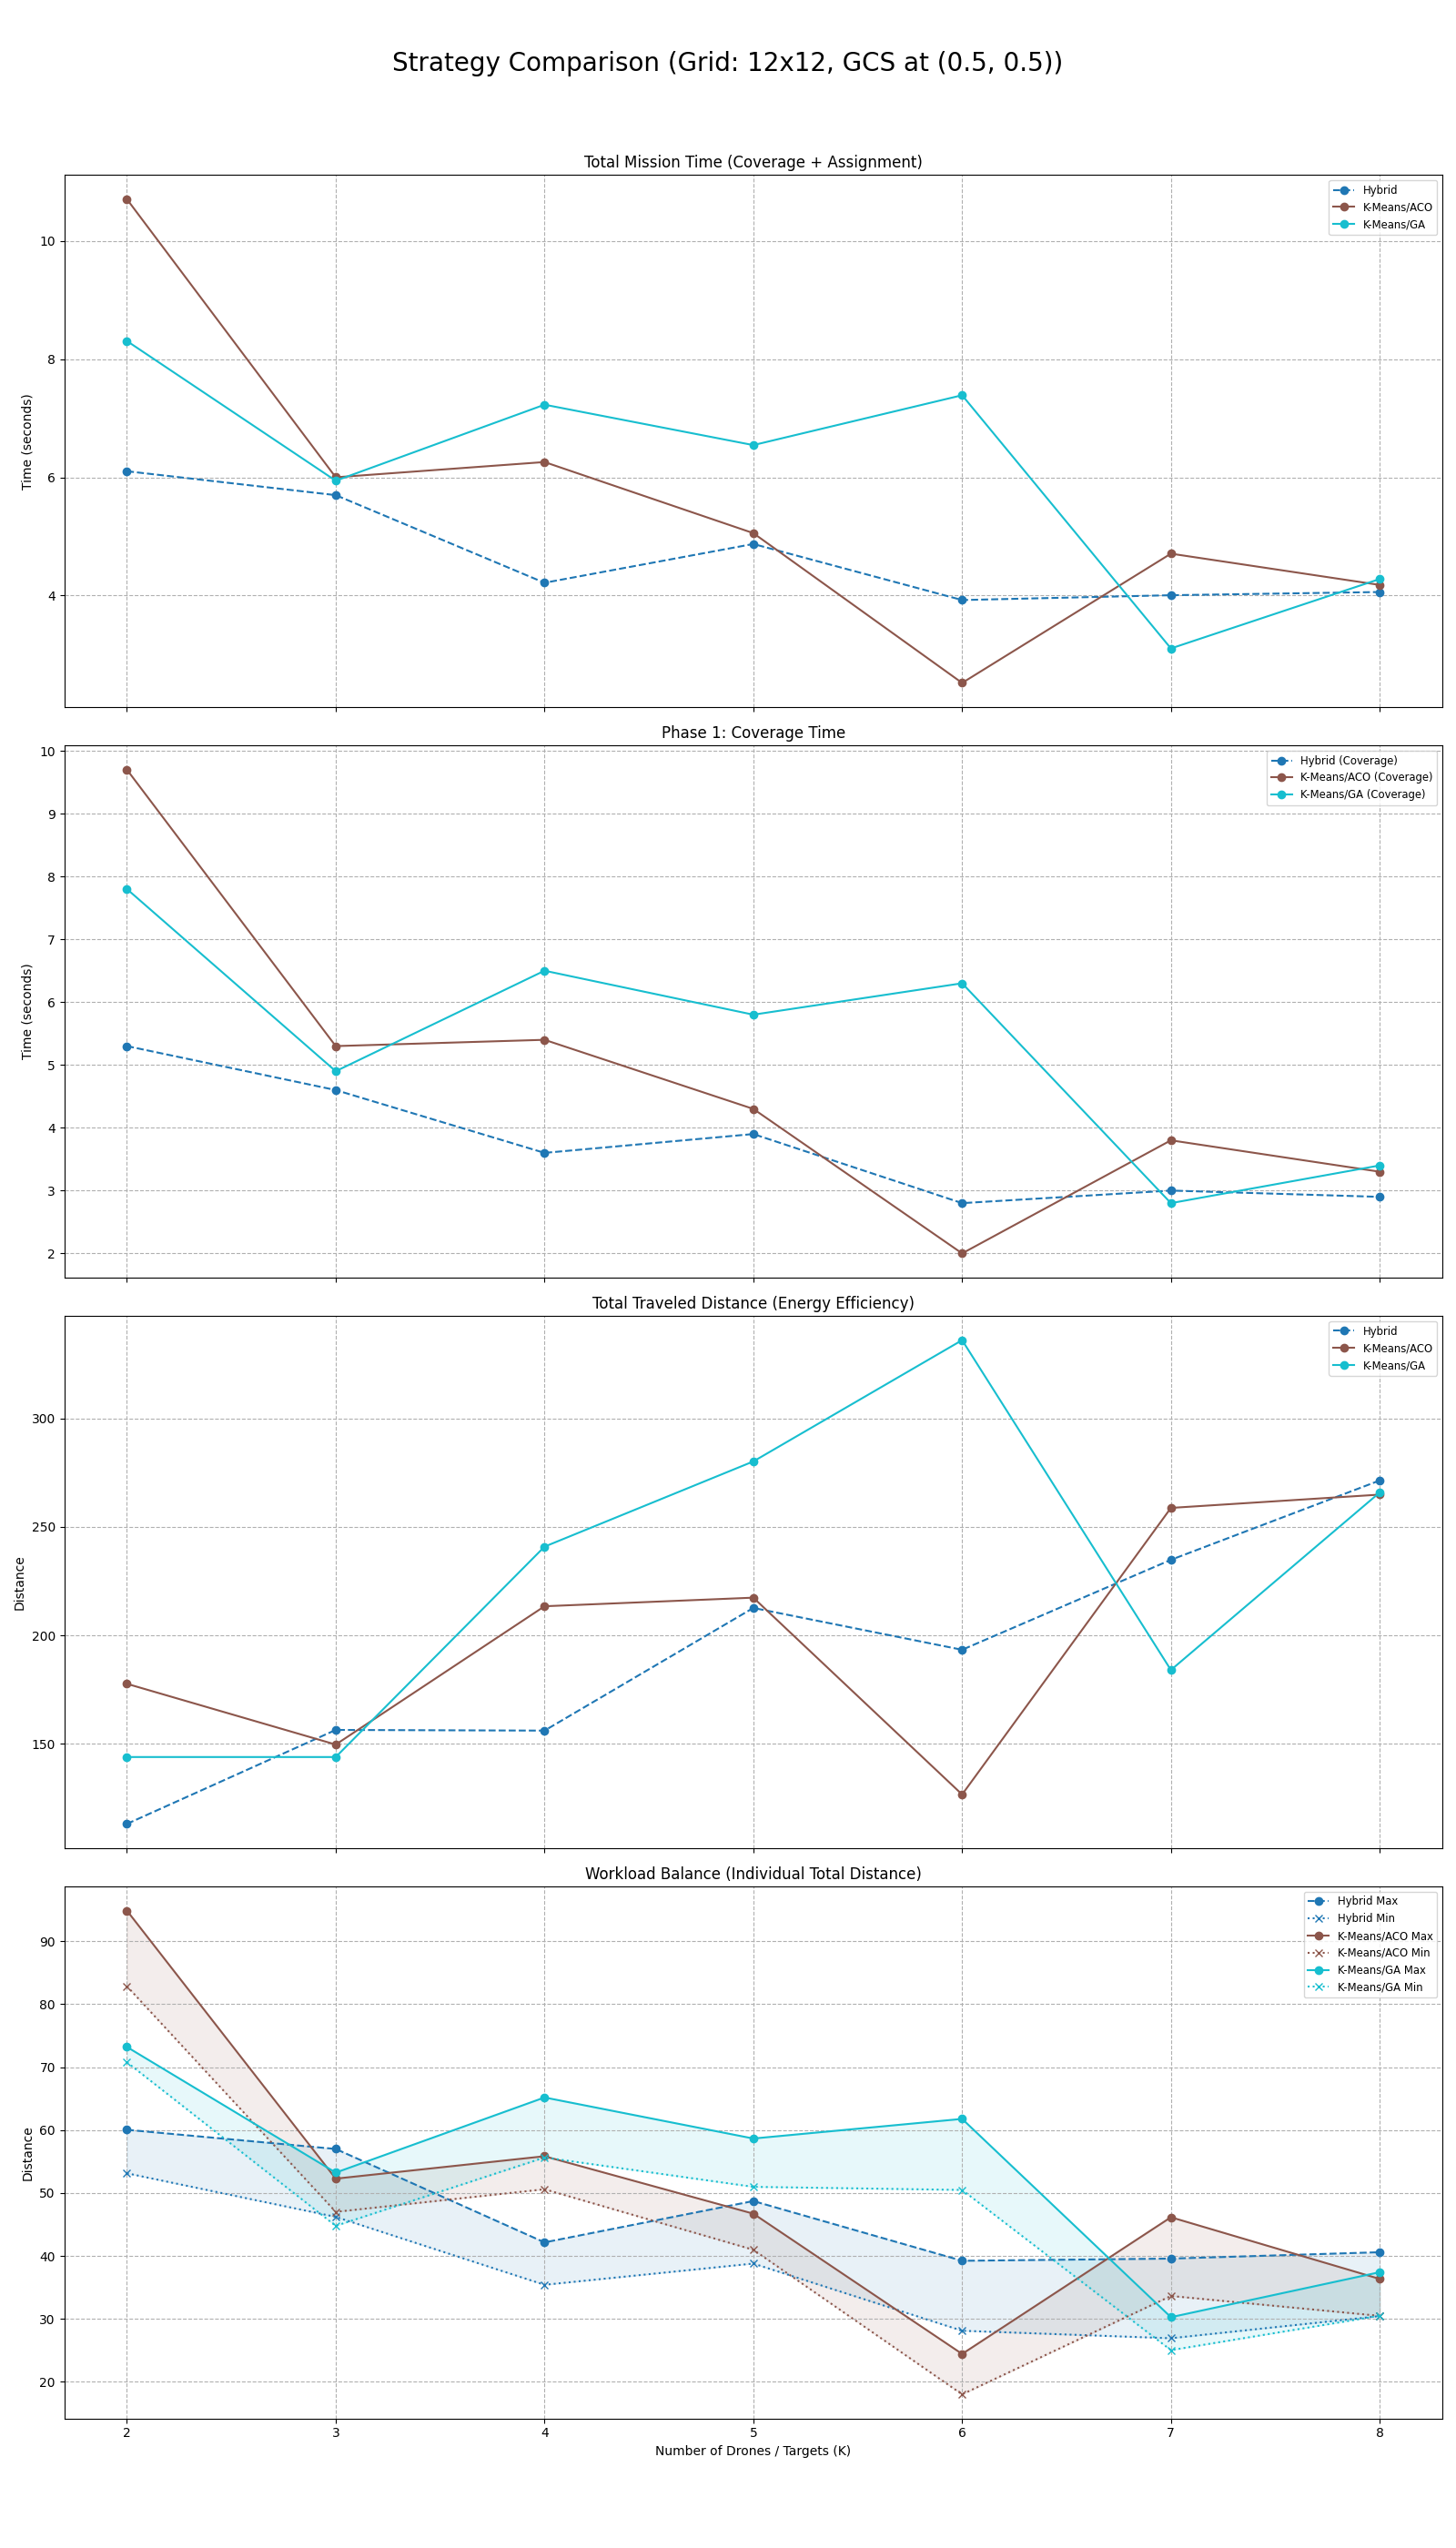 Strategy Comparison (Grid: 12x12, GCS at (0.5, 0.5))
Total Mission Time (Coverage + Assignment)
Hybrid
K-Means/ACO
K-Means/GA
10
8
6
4
Time (seconds)
Phase 1: Coverage Time
Hybrid (Coverage)
K-Means/ACO (Coverage)
K-Means/GA (Coverage)
10
9
8
7
6
5
4
3
2
Time (seconds)
Total Traveled Distance (Energy Efficiency)
Hybrid
K-Means/ACO
K-Means/GA
300
250
200
150
Distance
Workload Balance (Individual Total Distance)
Hybrid Max
Hybrid Min
K-Means/ACO Max
K-Means/ACO Min
K-Means/GA Max
K-Means/GA Min
90
80
70
60
50
40
30
20
Distance
2 3 4 5 6 7 8
Number of Drones / Targets (K)